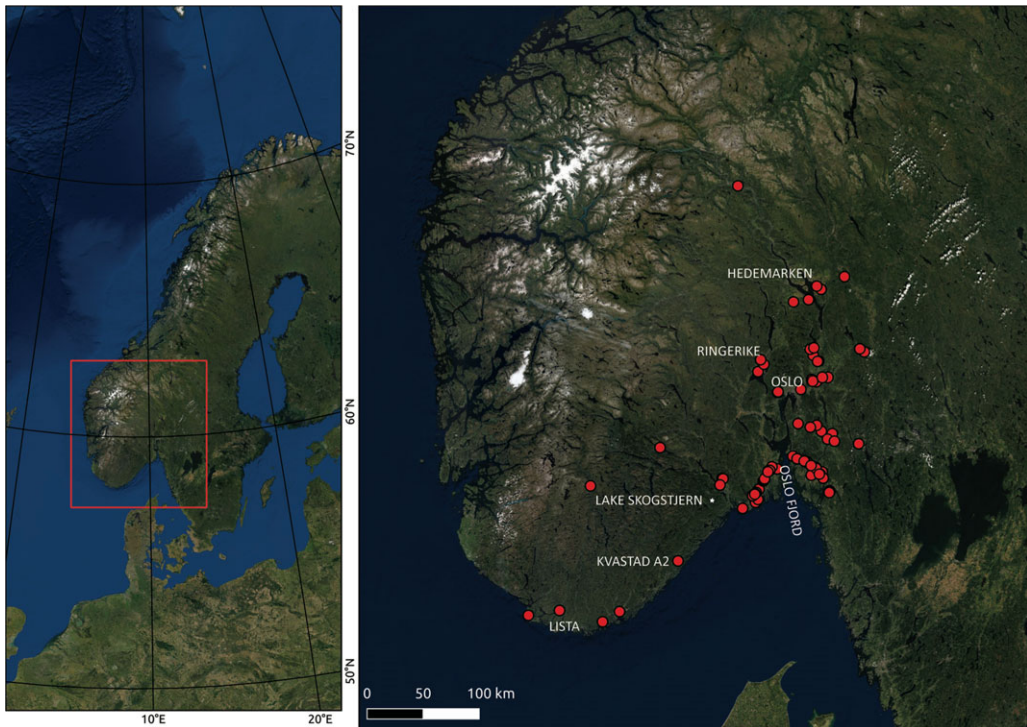 70°N
60°N
50°N
10°E
20°E
HEDEMARKEN
RINGERIKE
OSLO
LAKE SKOGSTJERN
OSLO FJORD
KVASTAD A2
LISTA
0
50
100 km